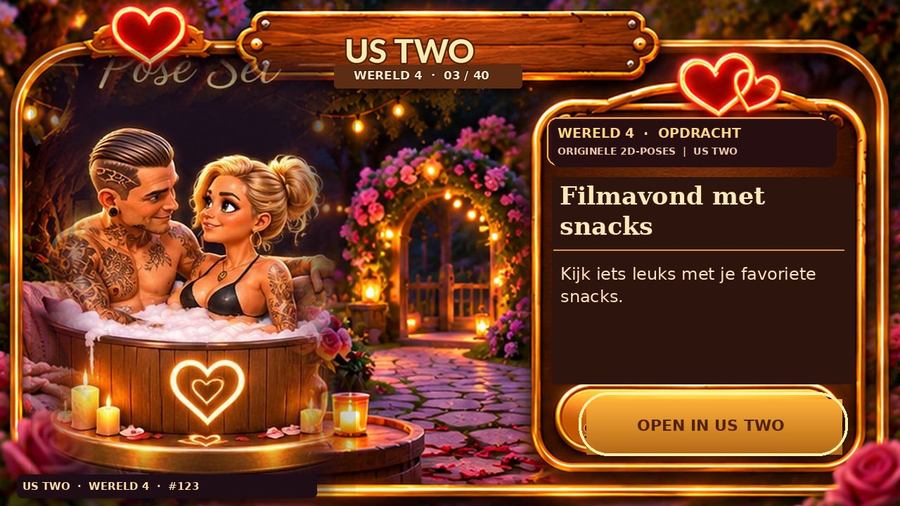 US TWO
WERELD 4 · 03 / 40
Pose Set
WERELD 4 · OPDRACHT
ORIGINELE 2D-POSES | US TWO
Filmavond met
snacks
Kijk iets leuks met je favoriete
snacks.
OPEN IN US TWO
US TWO · WERELD 4 · #123